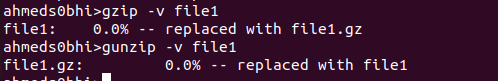 ahmeds0bhi>gzip -v file1
file1:    0.0% -- replaced with file1.gz
ahmeds0bhi>gunzip -v file1
file1.gz:          0.0% -- replaced with file1
ahmeds0bhi>